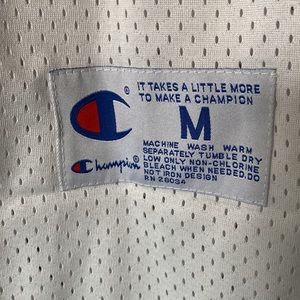 IT TAKES A LITTLE MORE
TO MAKE A CHAMPION
M
Champion
MACHINE WASH WARM
SEPARATELY TUMBLE DRY
LOW ONLY NON-CHLORINE
BLEACH WHEN NEEDED.DO
NOT IRON DESIGN
RN 26094